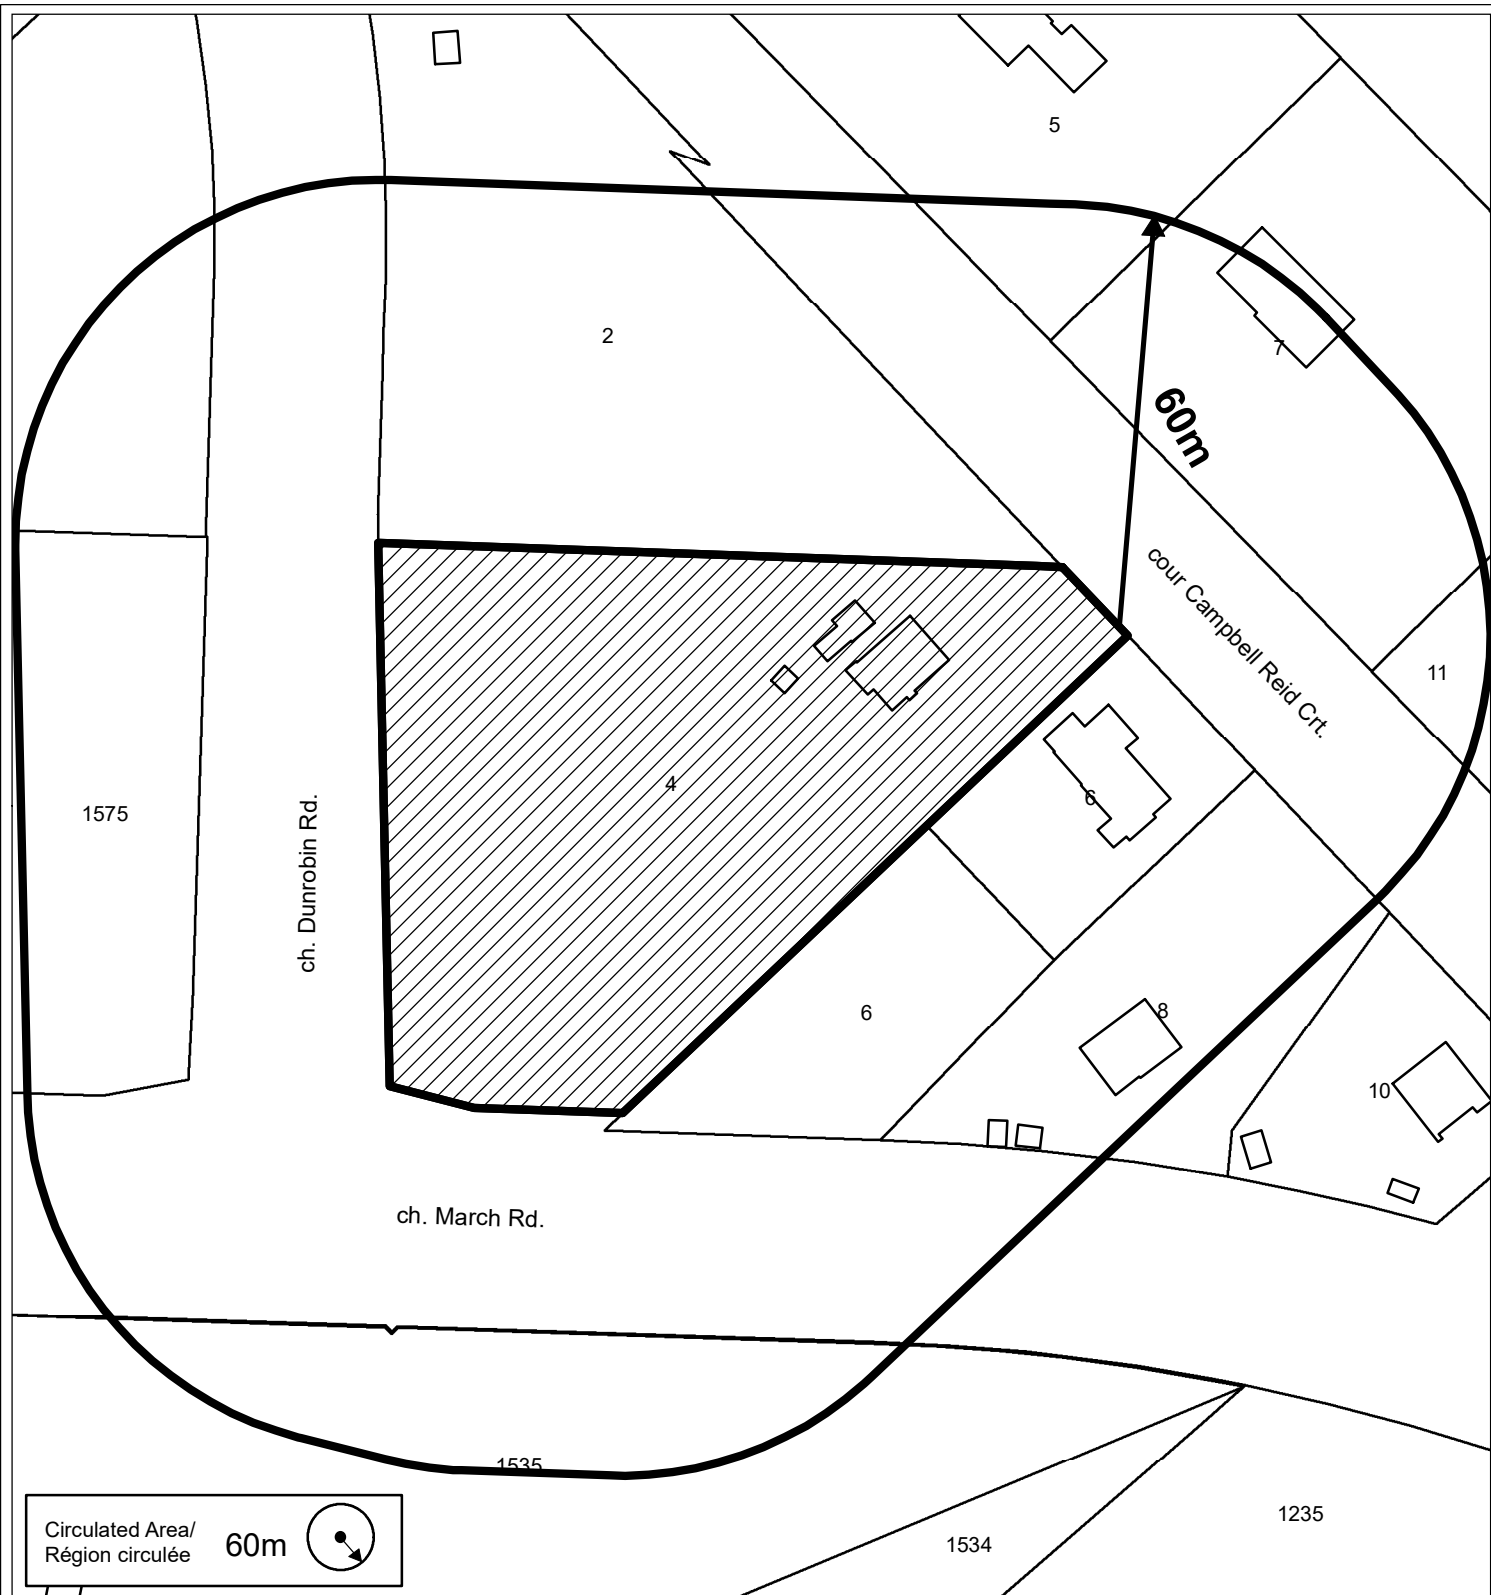 5
2
7
60m
cour Campbell Reid Crt.
11
4
6
1575
ch. Dunrobin Rd.
6
8
10
ch. March Rd.
1535
Circulated Area/
Région circulée
60m
1534
1235